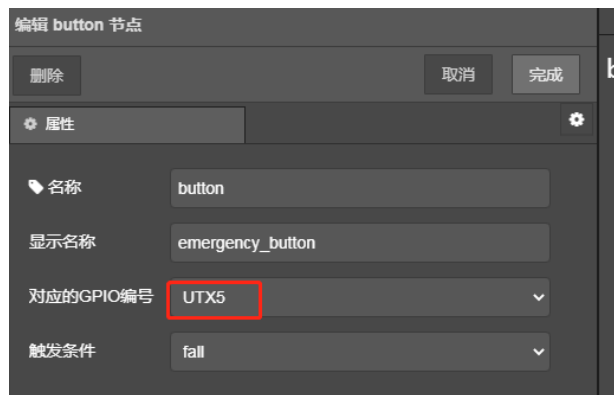 编辑 button 节点
删除
取消
完成
属性
名称
button
显示名称
emergency_button
对应的GPIO编号
UTX5
触发条件
fall